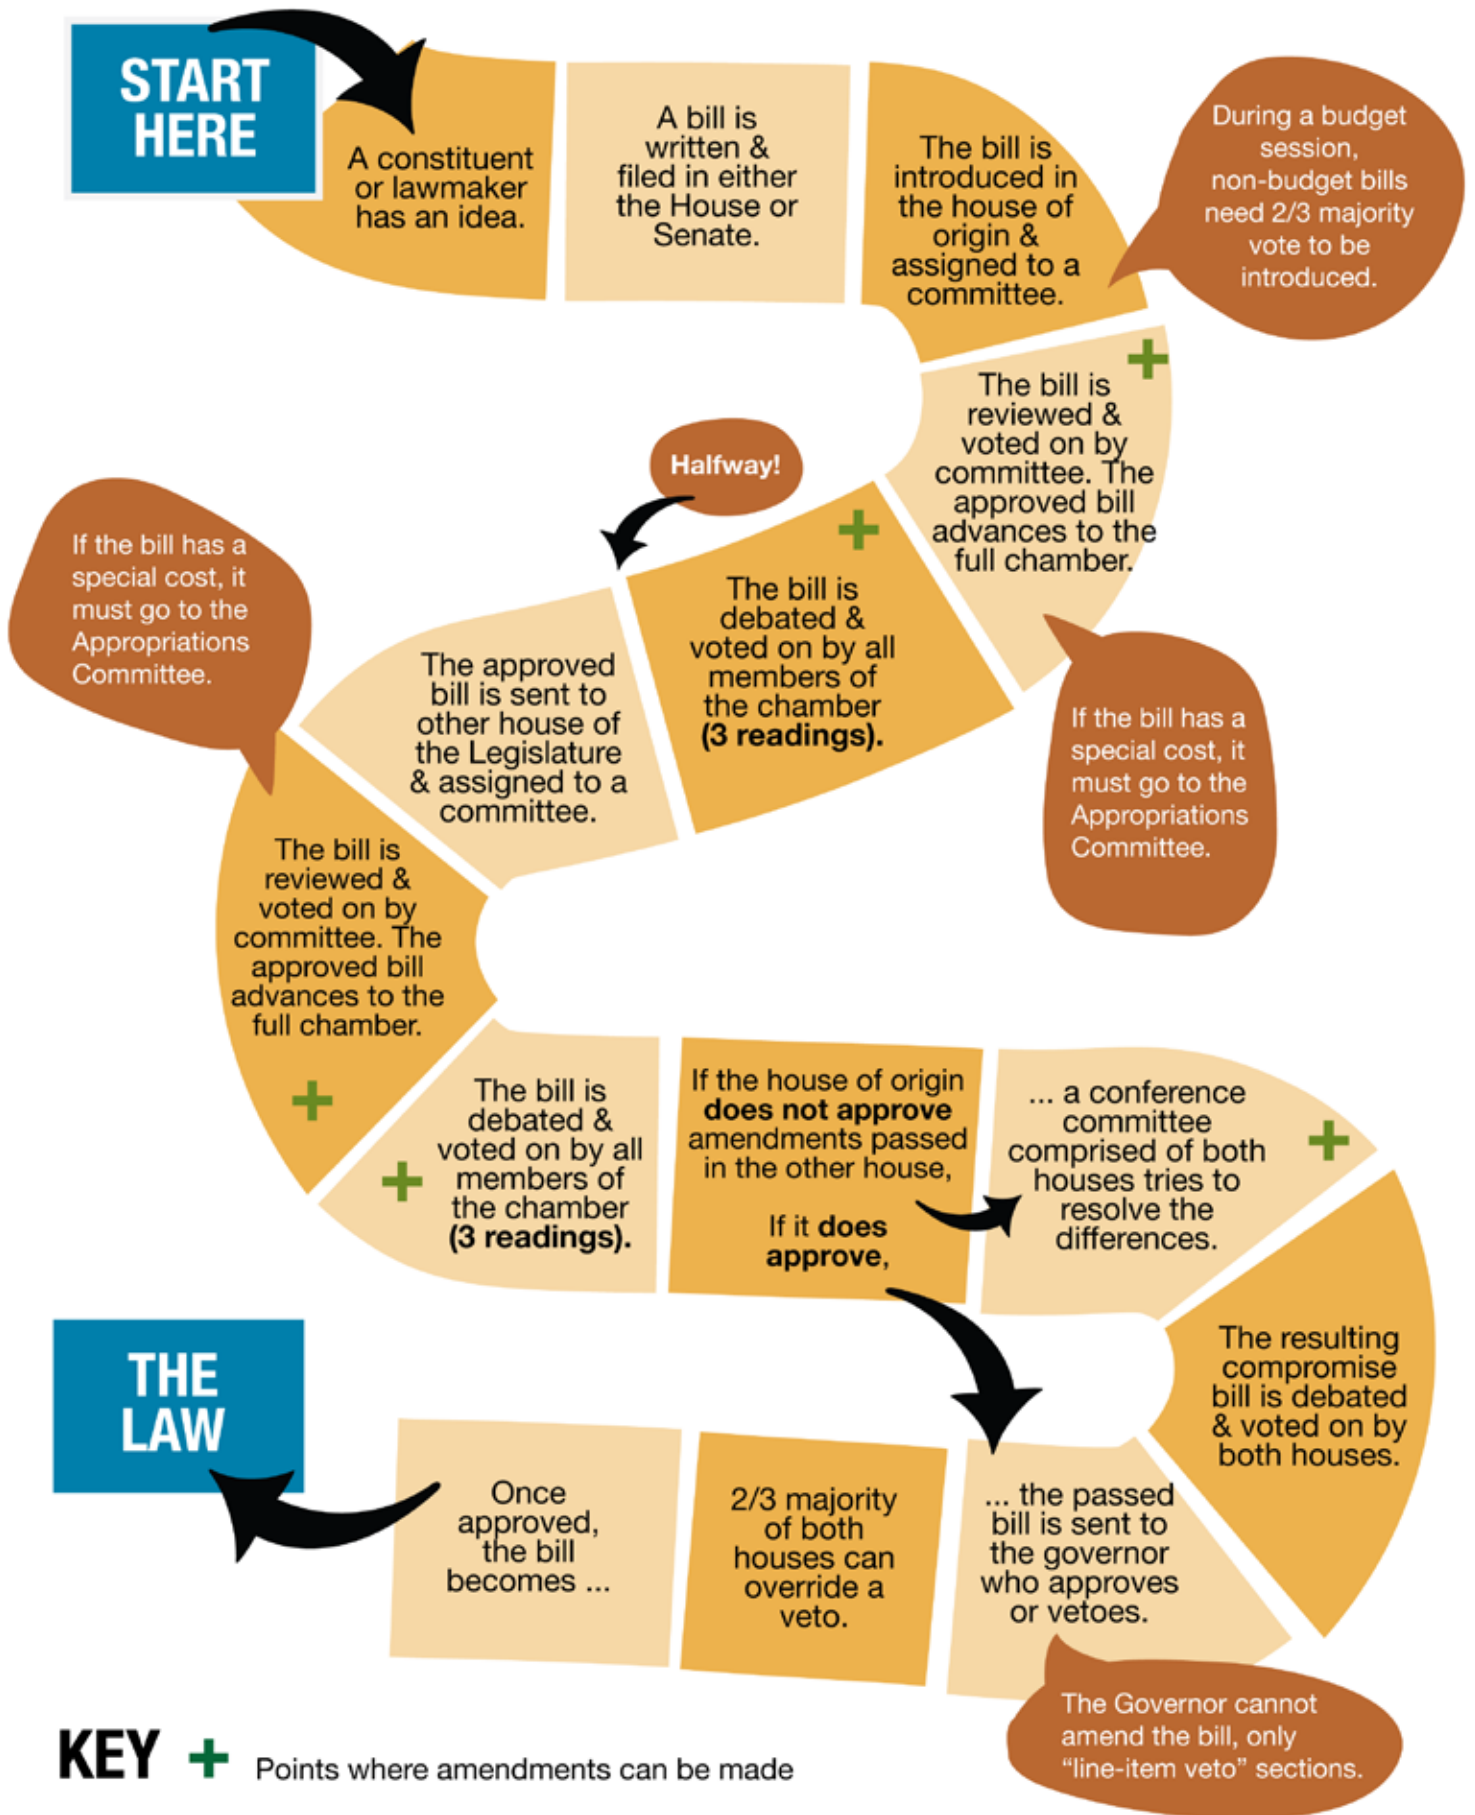 START
HERE
A constituent
or lawmaker
has an idea.
A bill is
written &
filed in either
the House or
Senate.
The bill is
introduced in
the house of
origin &
assigned to a
committee.
During a budget
session,
non-budget bills
need 2/3 majority
vote to be
introduced.
The bill is
reviewed &
voted on by
committee. The
approved bill
advances to the
full chamber.
If the bill has a
special cost, it
must go to the
Appropriations
Committee.
The bill is
debated &
voted on by all
members of
the chamber
(3 readings).
Halfway!
The approved
bill is sent to
other house of
the Legislature
& assigned to a
committee.
If the bill has a
special cost, it
must go to the
Appropriations
Committee.
The bill is
reviewed &
voted on by
committee. The
approved bill
advances to the
full chamber.
The bill is
debated &
voted on by all
members of
the chamber
(3 readings).
If the house of origin
does not approve
amendments passed
in the other house,
If it does
approve,
... a conference
committee
comprised of both
houses tries to
resolve the
differences.
The resulting
compromise
bill is debated
& voted on by
both houses.
... the passed
bill is sent to
the governor
who approves
or vetoes.
The Governor cannot
amend the bill, only
“line-item veto” sections.
2/3 majority
of both
houses can
override a
veto.
Once
approved,
the bill
becomes ...
THE
LAW
KEY + Points where amendments can be made